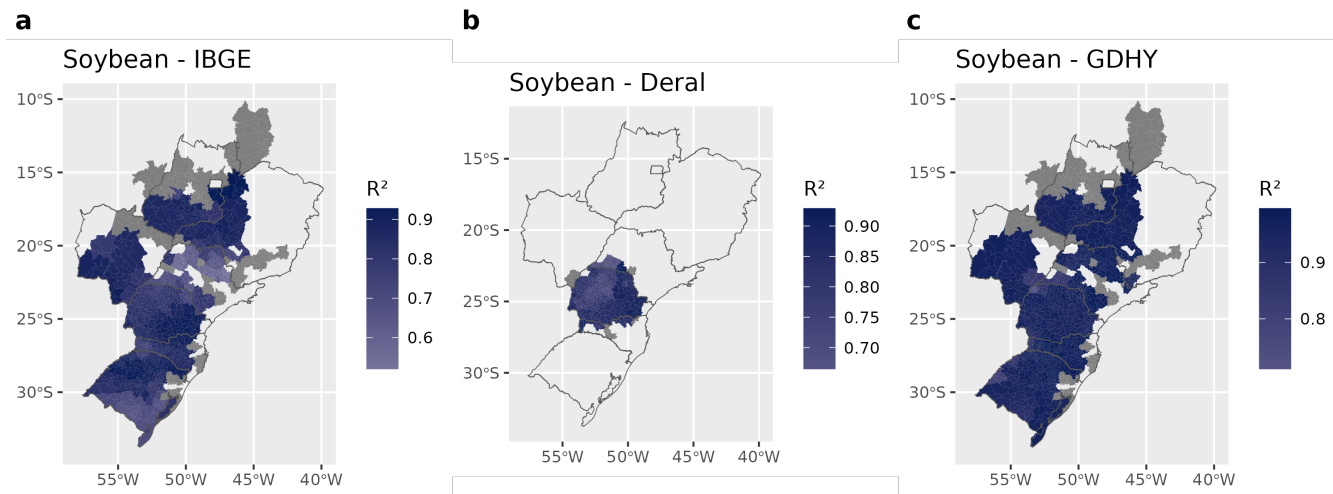 a
Soybean - IBGE
10°S
15°S
20°S
25°S
30°S
55°W 50°W 45°W 40°W
R²
0.9
0.8
0.7
0.6
b
Soybean - Deral
15°S
20°S
25°S
30°S
55°W 50°W 45°W 40°W
R²
0.90
0.85
0.80
0.75
0.70
c
Soybean - GDHY
10°S
15°S
20°S
25°S
30°S
55°W 50°W 45°W 40°W
R²
0.9
0.8